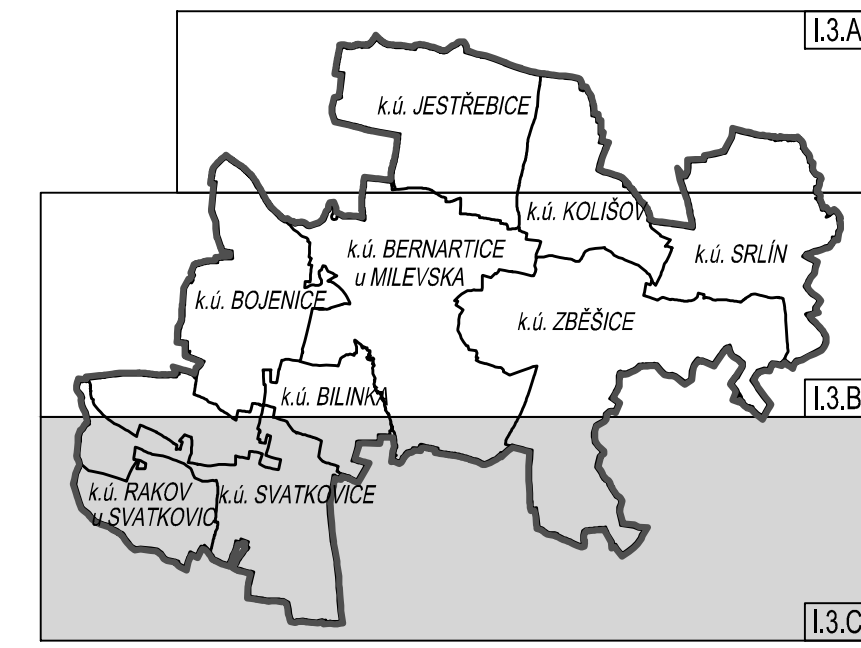 I.3.A
k.ú. JESTŘEBICE
k.ú. KOLIŠOV
k.ú. BERNARTICE
u MILEVSKA
k.ú. SRLÍN
k.ú. BOJENICE
k.ú. ZBĚŠICE
k.ú. BILINKA
I.3.B
k.ú. RAKOV
u SVATKOVIC
k.ú. SVATKOVICE
I.3.C